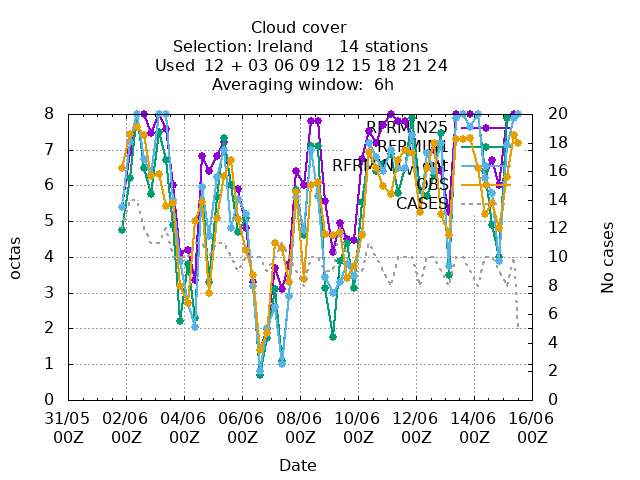 Cloud cover
Selection: Ireland 14 stations
Used 12 + 03 06 09 12 15 18 21 24
Averaging window: 6h
octas
No cases
8
7
6
5
4
3
2
1
0
20
18
16
14
12
10
8
6
4
2
0
RFRMIN25
OBS
CASES
31/05 02/06 04/06 06/06 08/06 10/06 12/06 14/06 16/06
00Z 00Z 00Z 00Z 00Z 00Z 00Z 00Z 00Z
Date